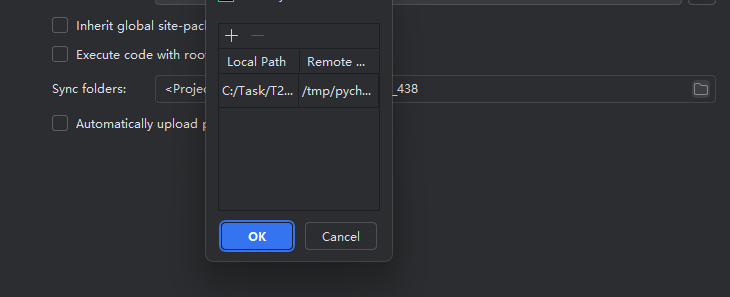 Inherit global site-pac
Local Path Remote ...
Execute code with roo
C:/Task/T2... /tmp/pych...
Sync folders: <Projec _438
Automatically upload p
OK Cancel